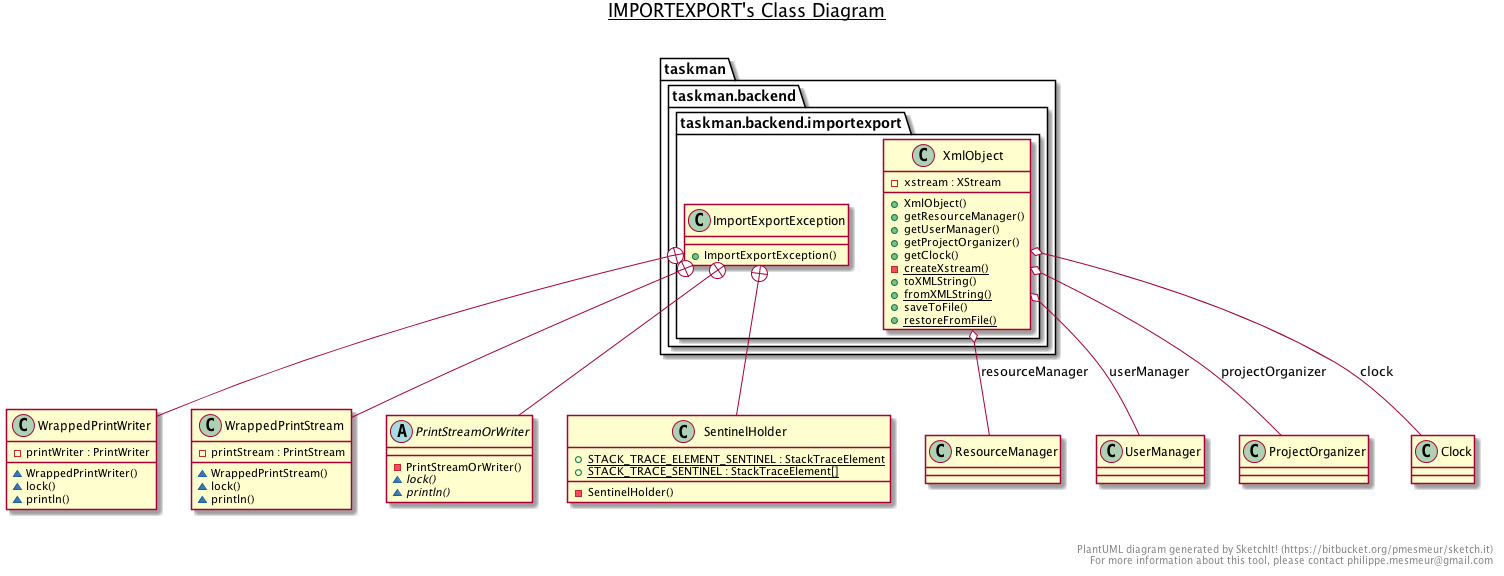 IMPORTEXPORT's Class Diagram
taskman
taskman.backend
taskman.backend.importexport
C XmlObject
xstream : XStream
XmlObject()
getResourceManager()
getUserManager()
getProjectOrganizer()
getClock()
createXstream()
toXMLString()
fromXMLString()
saveToFile()
restoreFromFile()
C ImportExportException
ImportExportException()
resourceManager
userManager
projectOrganizer
clock
C WrappedPrintWriter
printWriter : PrintWriter
WrappedPrintWriter()
lock()
println()
C WrappedPrintStream
printStream : PrintStream
WrappedPrintStream()
lock()
println()
A PrintStreamOrWriter
PrintStreamOrWriter()
lock()
println()
C SentinelHolder
STACK_TRACE_ELEMENT_SENTINEL : StackTraceElement
STACK_TRACE_SENTINEL : StackTraceElement[]
SentinelHolder()
C ResourceManager
C UserManager
C ProjectOrganizer
C Clock
PlantUML diagram generated by SketchIt! (https://bitbucket.org/pmesmeur/sketch.it)
For more information about this tool, please contact philippe.mesmeur@gmail.com